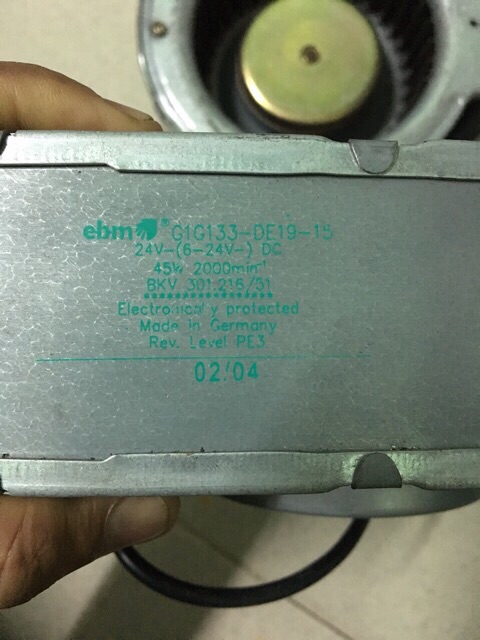 ebm® G1G133-DE19-15
24V-(6-24V-) DC
45W 2000min⁻¹
BKV 301.216/51
Electronically protected
Made in Germany
Rev. Level PE3
02/04